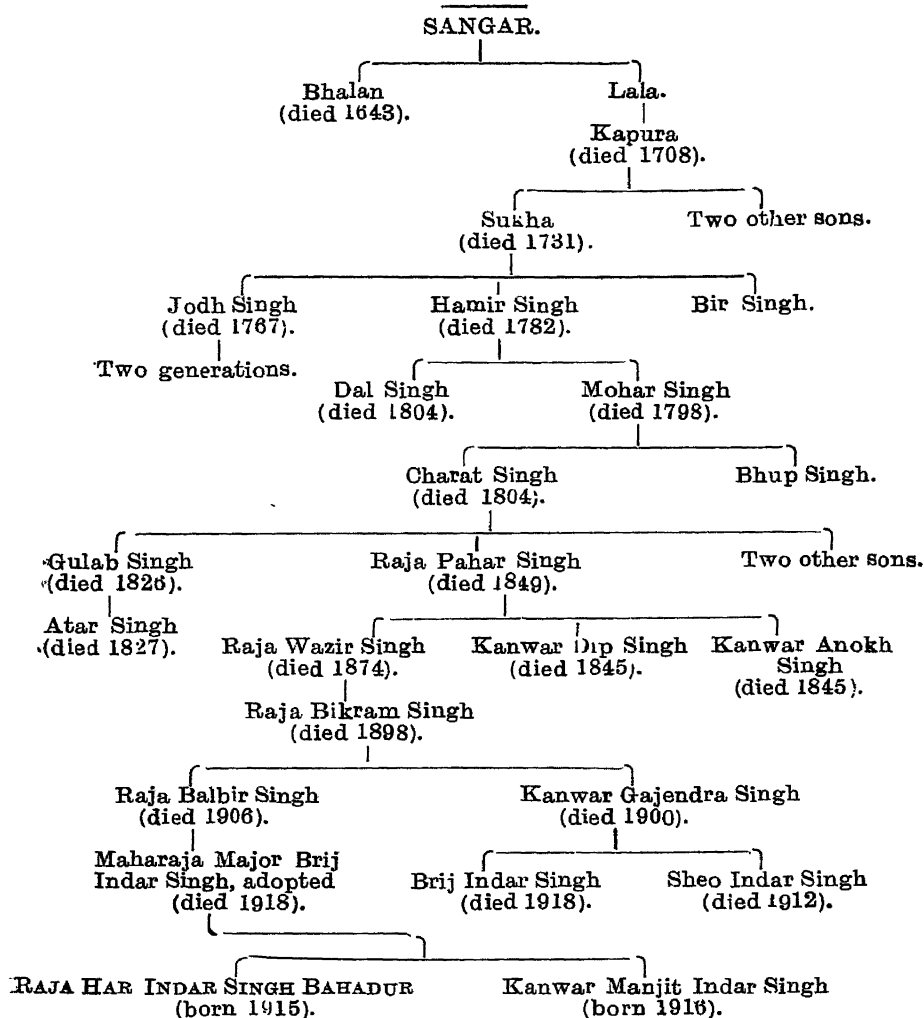 SANGAR.
Bhalan
(died 1643).
Lala.
Kapura
(died 1708).
Sukha
(died 1731).
Two other sons.
Jodh Singh
(died 1767).
Hamir Singh
(died 1782).
Bir Singh.
Two generations.
Dal Singh
(died 1804).
Mohar Singh
(died 1798).
Charat Singh
(died 1804).
Bhup Singh.
Gulab Singh
(died 1826).
Raja Pahar Singh
(died 1849).
Two other sons.
Atar Singh
(died 1827).
Raja Wazir Singh
(died 1874).
Kanwar Dip Singh
(died 1845).
Kanwar Anokh
Singh
(died 1845).
Raja Bikram Singh
(died 1898).
Raja Balbir Singh
(died 1906).
Kanwar Gajendra Singh
(died 1900).
Maharaja Major Brij
Indar Singh, adopted
(died 1918).
Brij Indar Singh
(died 1918).
Sheo Indar Singh
(died 1912).
RAJA HAR INDAR SINGH BAHADUR
(born 1915).
Kanwar Manjit Indar Singh
(born 1916).